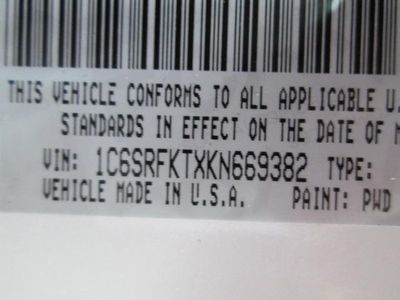 THIS VEHICLE CONFORMS TO ALL APPLICABLE U.
STANDARDS IN EFFECT ON THE DATE OF M
VIN: 1C6SRFKTXKN669382 TYPE:
VEHICLE MADE IN U.S.A. PAINT: PWD